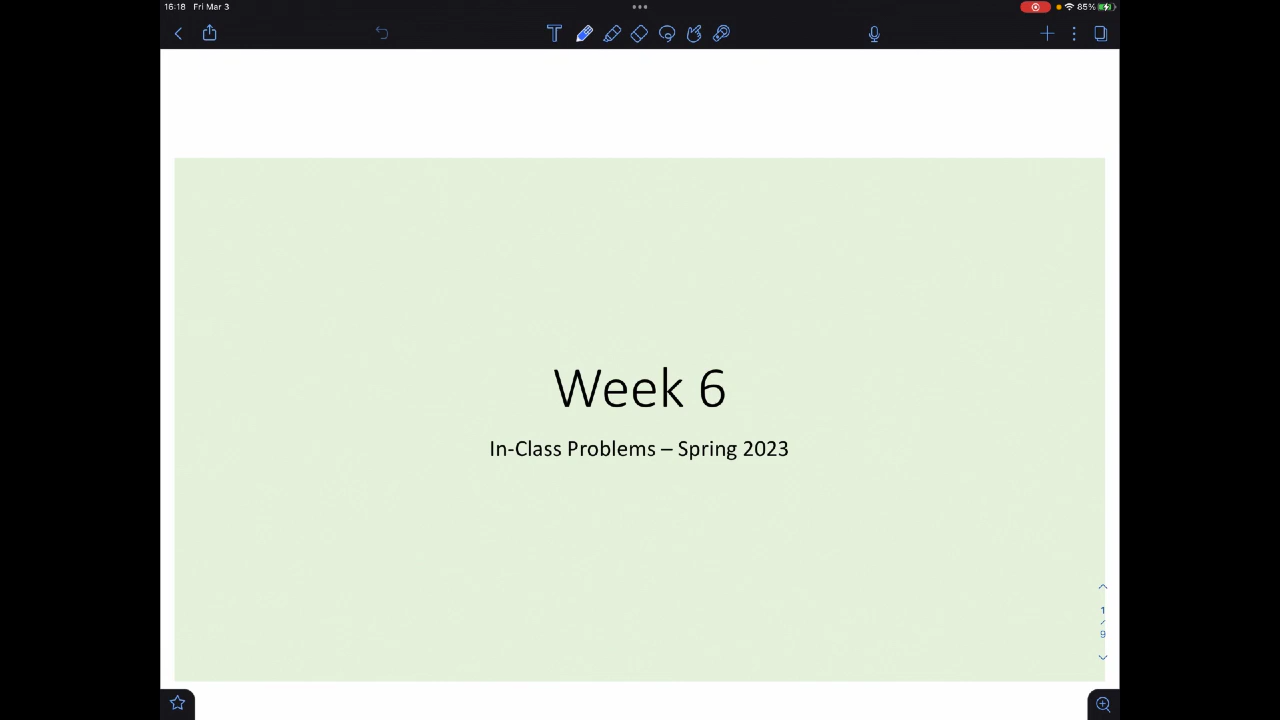 16:18 Fri Mar 3
85%
T
Week 6
In-Class Problems – Spring 2023
1
/
9